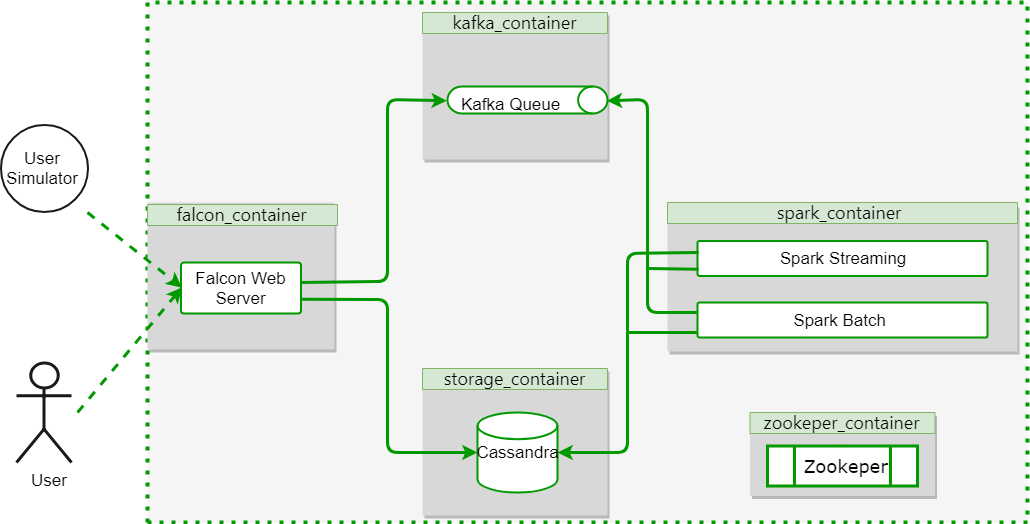 kafka_container
Kafka Queue
User
Simulator
falcon_container
Falcon Web
Server
spark_container
Spark Streaming
Spark Batch
storage_container
Cassandra
zookeper_container
Zookeper
User